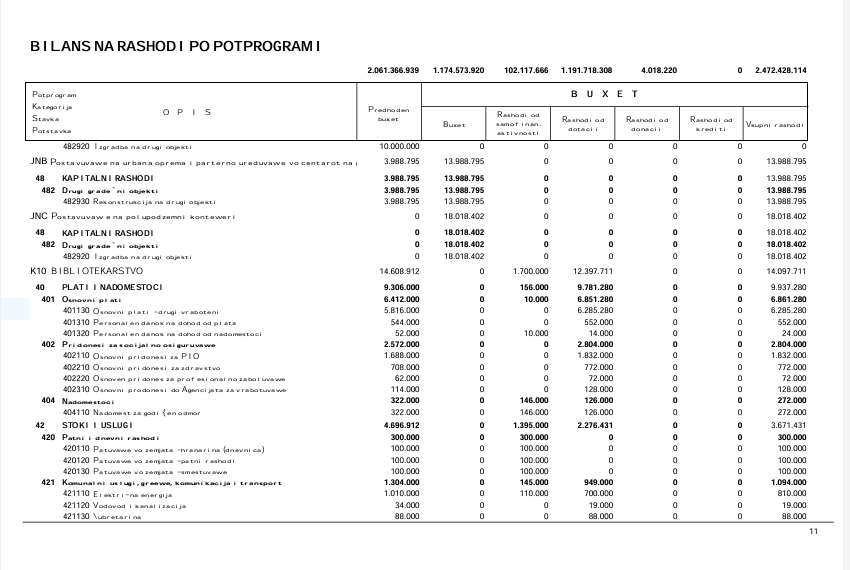 BILANS NA RASHODI PO POTPROGRAMI
2.061.366.939 1.174.573.920 102.117.666 1.191.718.308 4.018.220 0 2.472.428.114
Potprogram
Kategorija
Stavka
Potstavka
O P I S
Predhoden buxet
B U X E T
Buxet
Rashodi od samofinan. aktivnosti
Rashodi od dotacii
Rashodi od donacii
Rashodi od krediti
Vkupni rashodi
482920 Izgradba na drugi objekti 10.000.000 0 0 0 0 0 0
JNB Postavuvawe na urbana oprema i parterno ureduvawe vo centarot na 3.988.795 13.988.795 0 0 0 0 13.988.795
48 KAPITALNI RASHODI 3.988.795 13.988.795 0 0 0 0 13.988.795
482 Drugi grade`ni objekti 3.988.795 13.988.795 0 0 0 0 13.988.795
482930 Rekonstrukcija na drugi objekti 3.988.795 13.988.795 0 0 0 0 13.988.795
JNC Postavuvawe na polupodzemni konteweri 0 18.018.402 0 0 0 0 18.018.402
48 KAPITALNI RASHODI 0 18.018.402 0 0 0 0 18.018.402
482 Drugi grade`ni objekti 0 18.018.402 0 0 0 0 18.018.402
482920 Izgradba na drugi objekti 0 18.018.402 0 0 0 0 18.018.402
K10 BIBLIOTEKARSTVO 14.608.912 0 1.700.000 12.397.711 0 0 14.097.711
40 PLATI I NADOMESTOCI 9.306.000 0 156.000 9.781.280 0 0 9.937.280
401 Osnovni plati 6.412.000 0 10.000 6.851.280 0 0 6.861.280
401130 Osnovni plati -drugi vraboteni 5.816.000 0 0 6.285.280 0 0 6.285.280
401310 Personalen danok na dohod od plata 544.000 0 0 552.000 0 0 552.000
401320 Personalen danok na dohod od nadomestoci 52.000 0 10.000 14.000 0 0 24.000
402 Pridonesi za socijalno osiguruvawe 2.572.000 0 0 2.804.000 0 0 2.804.000
402110 Osnovni pridonesi za PIO 1.688.000 0 0 1.832.000 0 0 1.832.000
402210 Osnovni pridonesi za zdravstvo 708.000 0 0 772.000 0 0 772.000
402220 Osnoven pridones za profesionalno zaboluvawe 62.000 0 0 72.000 0 0 72.000
402310 Osnovni prodonesi do Agencijata za vrabotuvawe 114.000 0 0 128.000 0 0 128.000
404 Nadomestoci 322.000 0 146.000 126.000 0 0 272.000
404110 Nadomest za godi{en odmor 322.000 0 146.000 126.000 0 0 272.000
42 STOKI I USLUGI 4.696.912 0 1.395.000 2.276.431 0 0 3.671.431
420 Patni i dnevni rashodi 300.000 0 300.000 0 0 0 300.000
420110 Patuvawe vo zemjata -hranarina (dnevnica) 100.000 0 100.000 0 0 0 100.000
420120 Patuvawe vo zemjata -patni rashodi 100.000 0 100.000 0 0 0 100.000
420130 Patuvawe vo zemjata -smestuvawe 100.000 0 100.000 0 0 0 100.000
421 Komunalni uslugi,greewe,komunikacija i transport 1.304.000 0 145.000 949.000 0 0 1.094.000
421110 Elektri~na energija 1.010.000 0 110.000 700.000 0 0 810.000
421120 Vodovod i kanalizacija 34.000 0 0 19.000 0 0 19.000
421130 \ubretarina 88.000 0 0 88.000 0 0 88.000
11